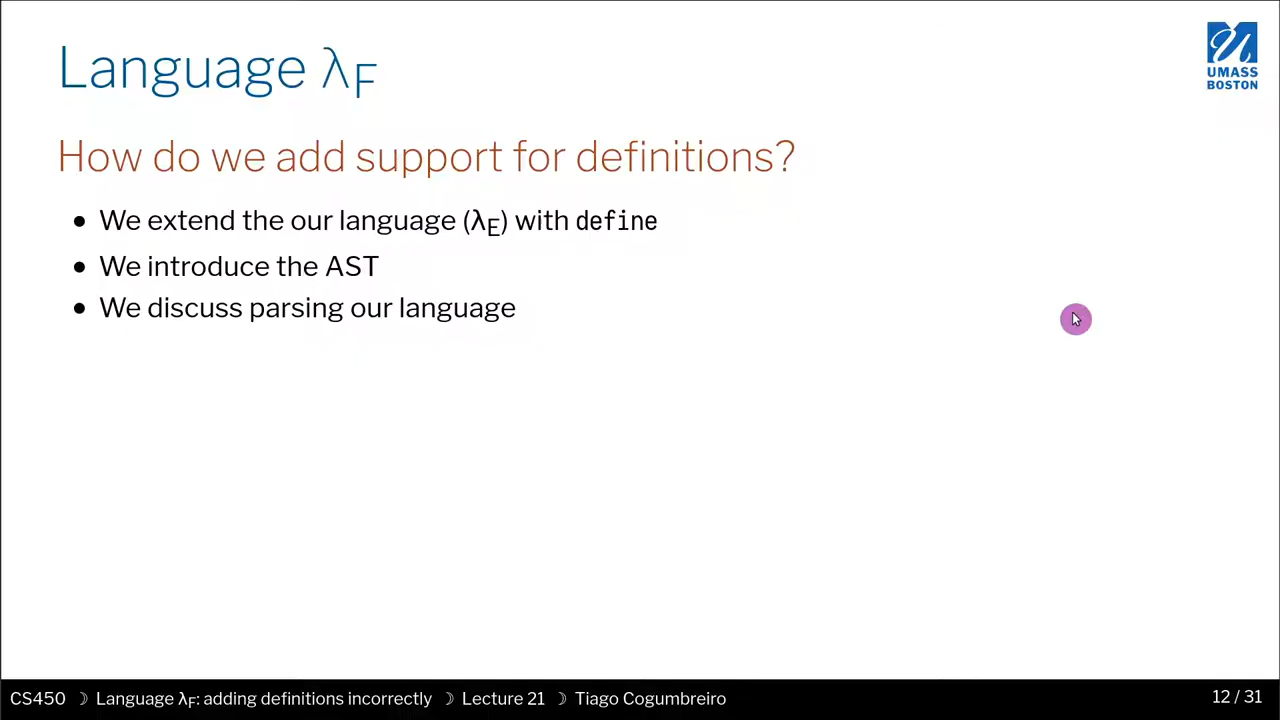 Language λF
UMASS
BOSTON
How do we add support for definitions?
• We extend the our language (λE) with define
• We introduce the AST
• We discuss parsing our language
CS450 ☽ Language λF: adding definitions incorrectly ☽ Lecture 21 ☽ Tiago Cogumbreiro
12 / 31